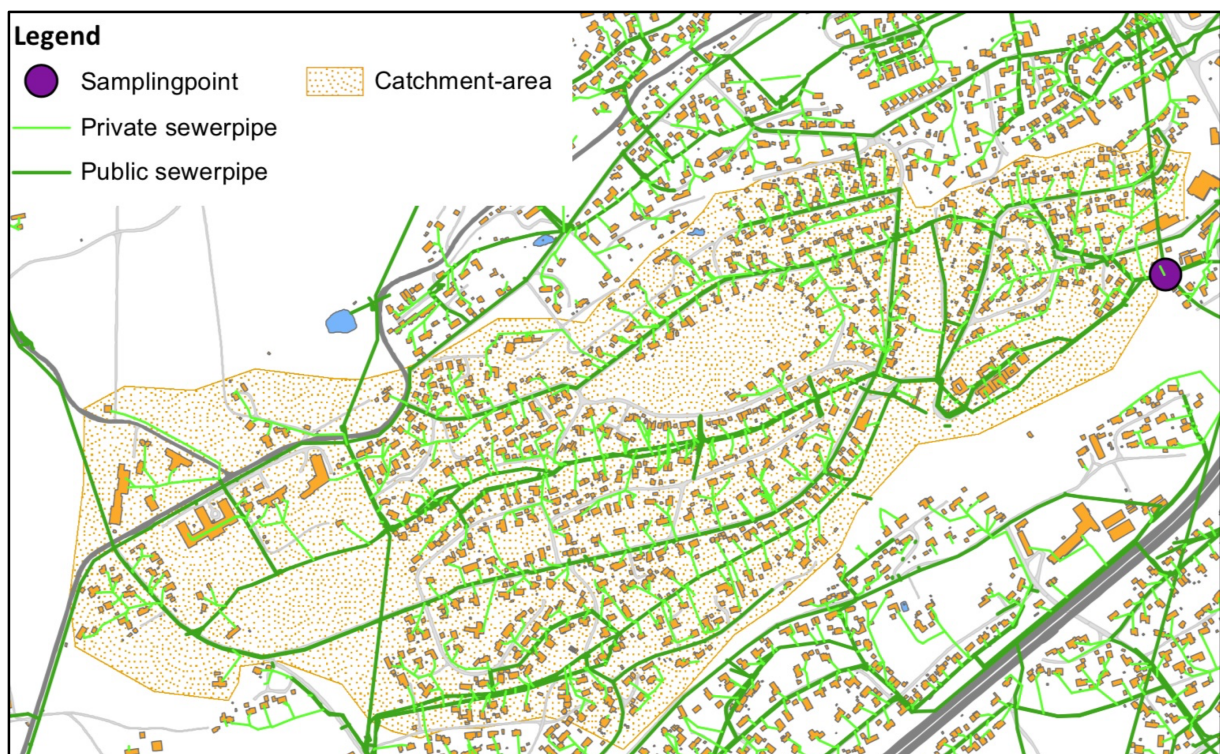 Legend
Samplingpoint
Catchment-area
Private sewerpipe
Public sewerpipe